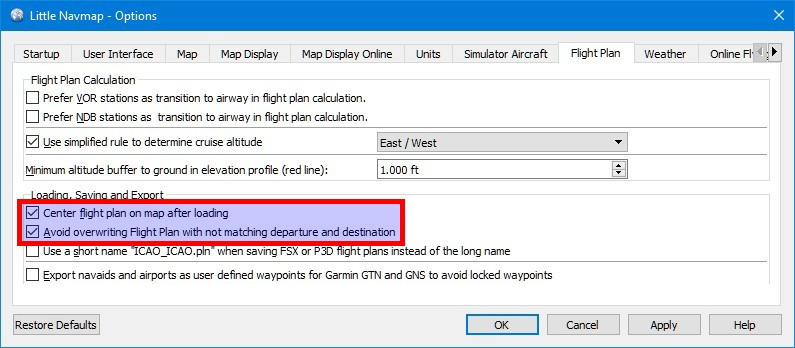 Little Navmap - Options
Startup User Interface Map Map Display Map Display Online Units Simulator Aircraft Flight Plan Weather Online
Flight Plan Calculation
Prefer VOR stations as transition to airway in flight plan calculation.
Prefer NDB stations as transition to airway in flight plan calculation.
Use simplified rule to determine cruise altitude East / West
Minimum altitude buffer to ground in elevation profile (red line): 1.000 ft
Loading, Saving and Export
Center flight plan on map after loading
Avoid overwriting Flight Plan with not matching departure and destination
Use a short name "ICAO_ICAO.pln" when saving FSX or P3D flight plans instead of the long name
Export navaids and airports as user defined waypoints for Garmin GTN and GNS to avoid locked waypoints
Restore Defaults OK Cancel Apply Help